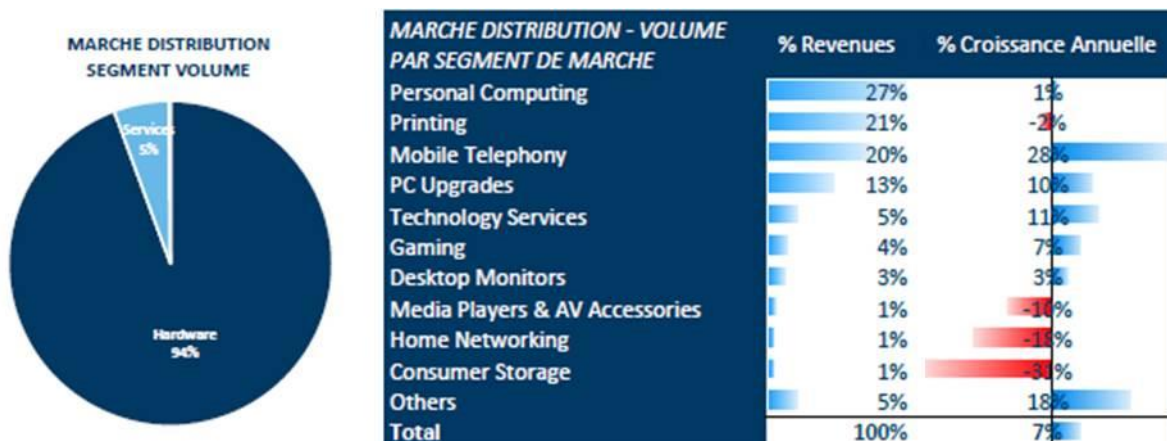 MARCHE DISTRIBUTION
SEGMENT VOLUME
Services
5%
Hardware
94%
MARCHE DISTRIBUTION - VOLUME
PAR SEGMENT DE MARCHE % Revenues % Croissance Annuelle
Personal Computing 27% 1%
Printing 21% -2%
Mobile Telephony 20% 28%
PC Upgrades 13% 10%
Technology Services 5% 11%
Gaming 4% 7%
Desktop Monitors 3% 3%
Media Players & AV Accessories 1% -10%
Home Networking 1% -18%
Consumer Storage 1%
Others 5% 18%
Total 100% 7%